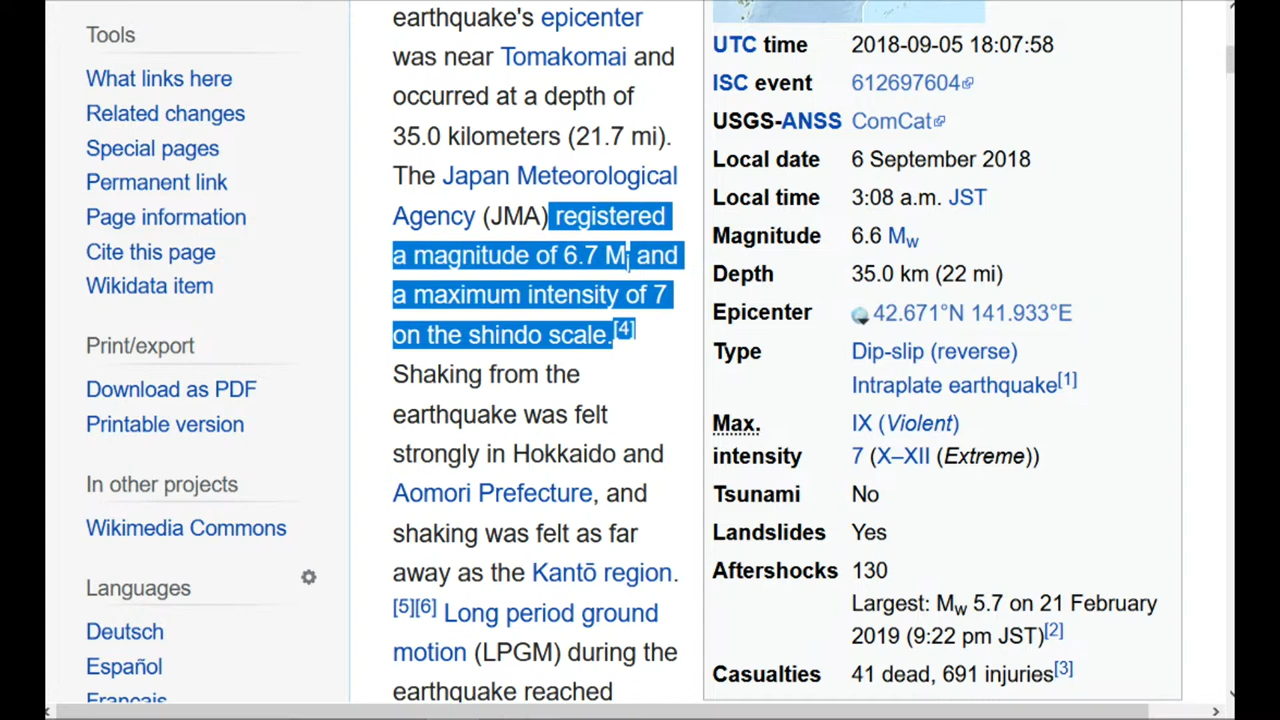 Tools
What links here
Related changes
Special pages
Permanent link
Page information
Cite this page
Wikidata item
Print/export
Download as PDF
Printable version
In other projects
Wikimedia Commons
Languages
Deutsch
Español
Français
earthquake's epicenter
was near Tomakomai and
occurred at a depth of
35.0 kilometers (21.7 mi).
The Japan Meteorological
Agency (JMA) registered
a magnitude of 6.7 Mj and
a maximum intensity of 7
on the shindo scale.[4]
Shaking from the
earthquake was felt
strongly in Hokkaido and
Aomori Prefecture, and
shaking was felt as far
away as the Kantō region.
[5][6] Long period ground
motion (LPGM) during the
earthquake reached
UTC time 2018-09-05 18:07:58
ISC event 612697604
USGS-ANSS ComCat
Local date 6 September 2018
Local time 3:08 a.m. JST
Magnitude 6.6 Mw
Depth 35.0 km (22 mi)
Epicenter 42.671°N 141.933°E
Type Dip-slip (reverse)
Intraplate earthquake[1]
Max. IX (Violent)
intensity 7 (X–XII (Extreme))
Tsunami No
Landslides Yes
Aftershocks 130
Largest: Mw 5.7 on 21 February
2019 (9:22 pm JST)[2]
Casualties 41 dead, 691 injuries[3]